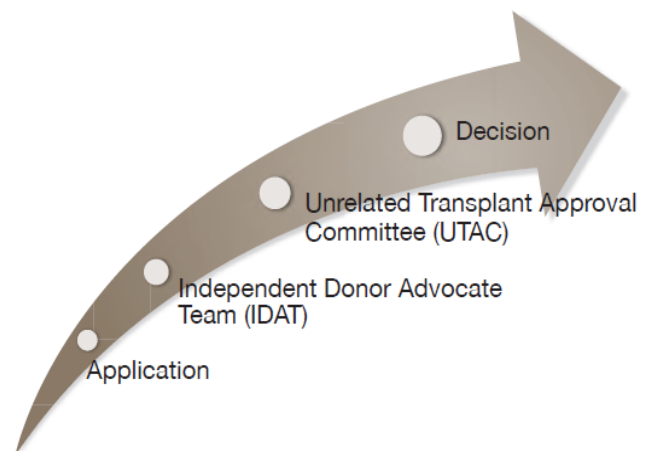 Decision
Unrelated Transplant Approval
Committee (UTAC)
Independent Donor Advocate
Team (IDAT)
Application